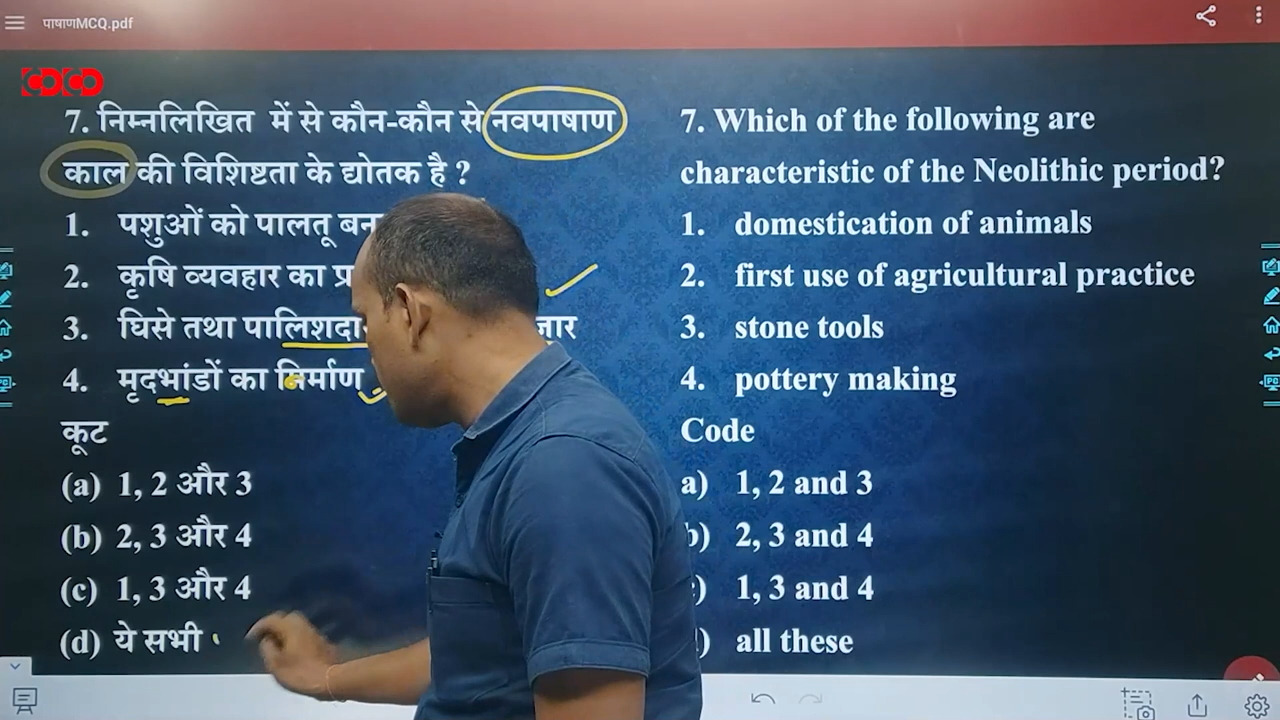 पाषाणMCQ.pdf
7. निम्नलिखित में से कौन-कौन से नवपाषाण
काल की विशिष्टता के द्योतक है ?
1. पशुओं को पालतू
2. कृषि व्यवहार का
3. घिसे तथा
4. मृदभांडों का निर्माण
कूट
(a) 1, 2 और 3
(b) 2, 3 और 4
(c) 1, 3 और 4
(d) ये सभी
7. Which of the following are
characteristic of the Neolithic period?
1. domestication of animals
2. first use of agricultural practice
3. stone tools
4. pottery making
Code
a) 1, 2 and 3
b) 2, 3 and 4
) 1, 3 and 4
) all these